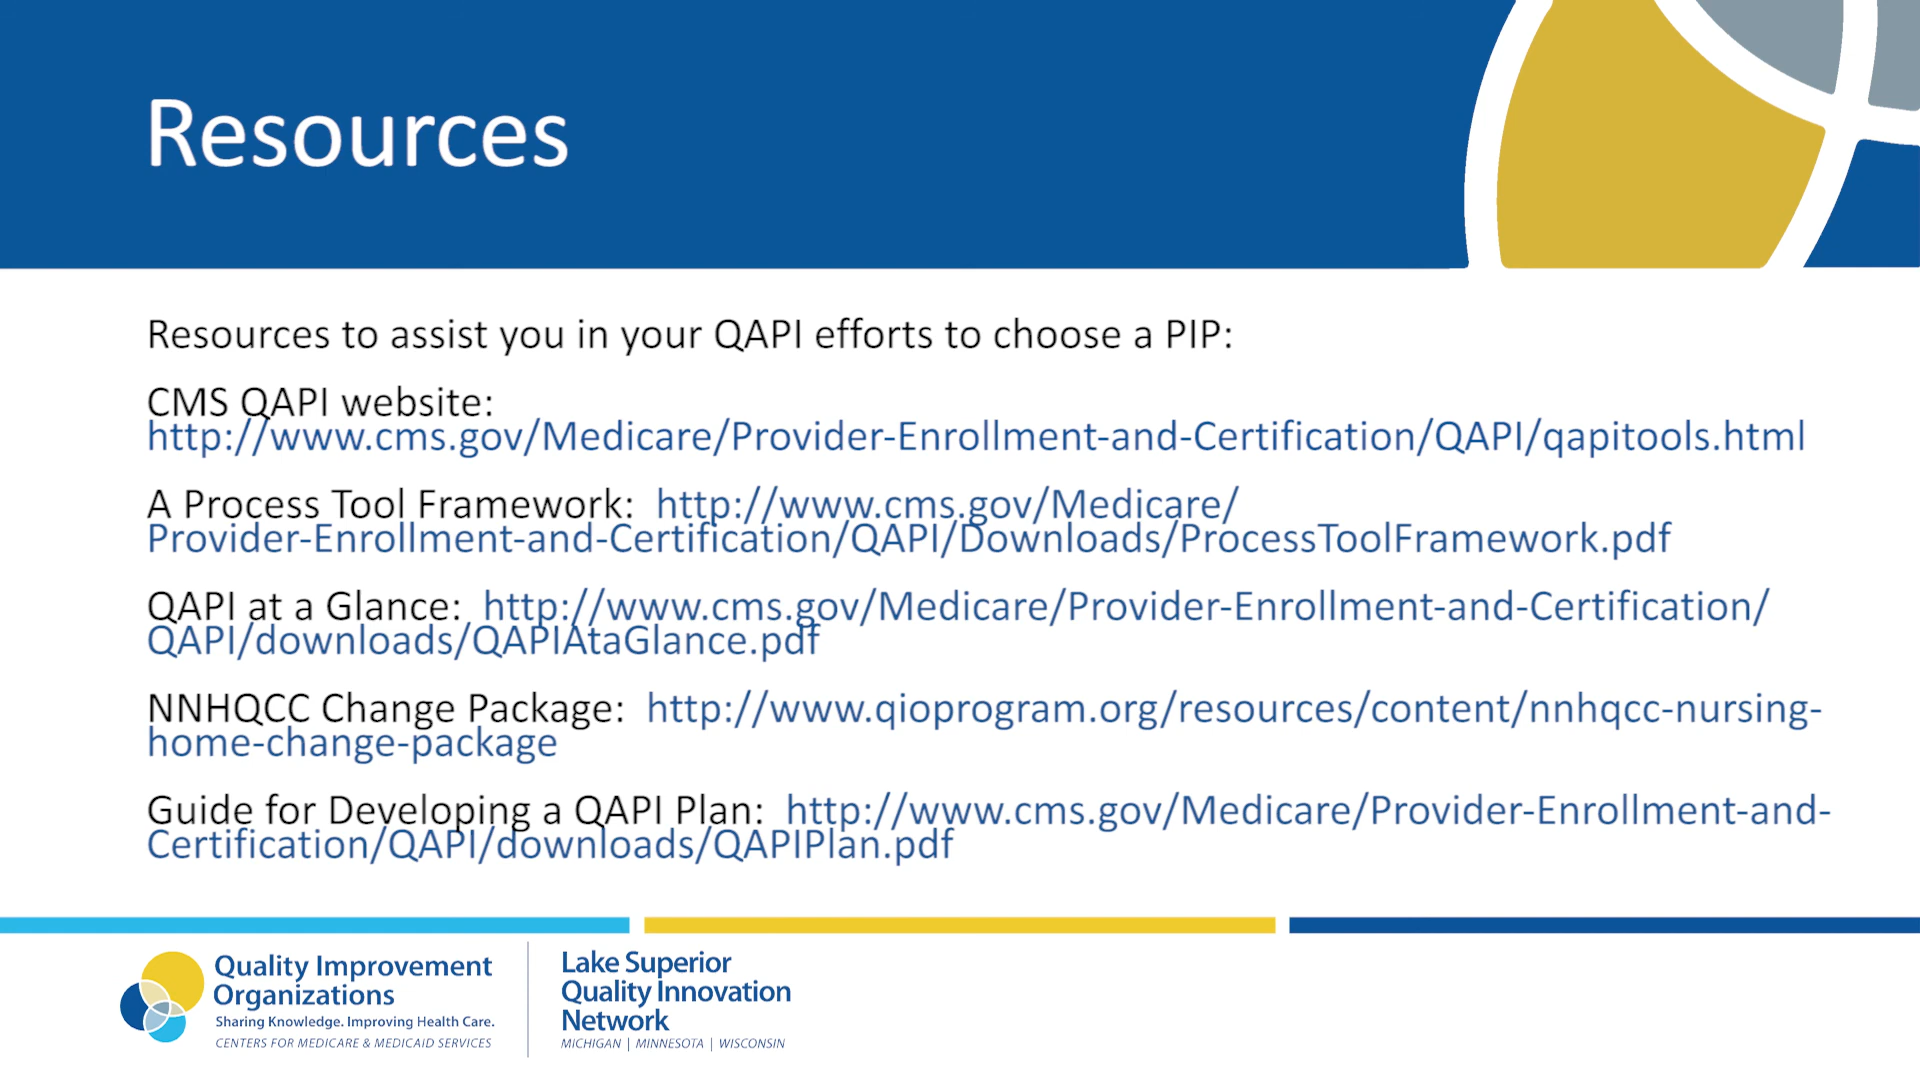 Resources
Resources to assist you in your QAPI efforts to choose a PIP:
CMS QAPI website:
http://www.cms.gov/Medicare/Provider-Enrollment-and-Certification/QAPI/qapitools.html
A Process Tool Framework:  http://www.cms.gov/Medicare/
Provider-Enrollment-and-Certification/QAPI/Downloads/ProcessToolFramework.pdf
QAPI at a Glance:  http://www.cms.gov/Medicare/Provider-Enrollment-and-Certification/
QAPI/downloads/QAPIAtaGlance.pdf
NNHQCC Change Package:  http://www.qioprogram.org/resources/content/nnhqcc-nursing-
home-change-package
Guide for Developing a QAPI Plan:  http://www.cms.gov/Medicare/Provider-Enrollment-and-
Certification/QAPI/downloads/QAPIPlan.pdf
Quality Improvement
Organizations
Sharing Knowledge. Improving Health Care.
CENTERS FOR MEDICARE & MEDICAID SERVICES
Lake Superior
Quality Innovation
Network
MICHIGAN | MINNESOTA | WISCONSIN